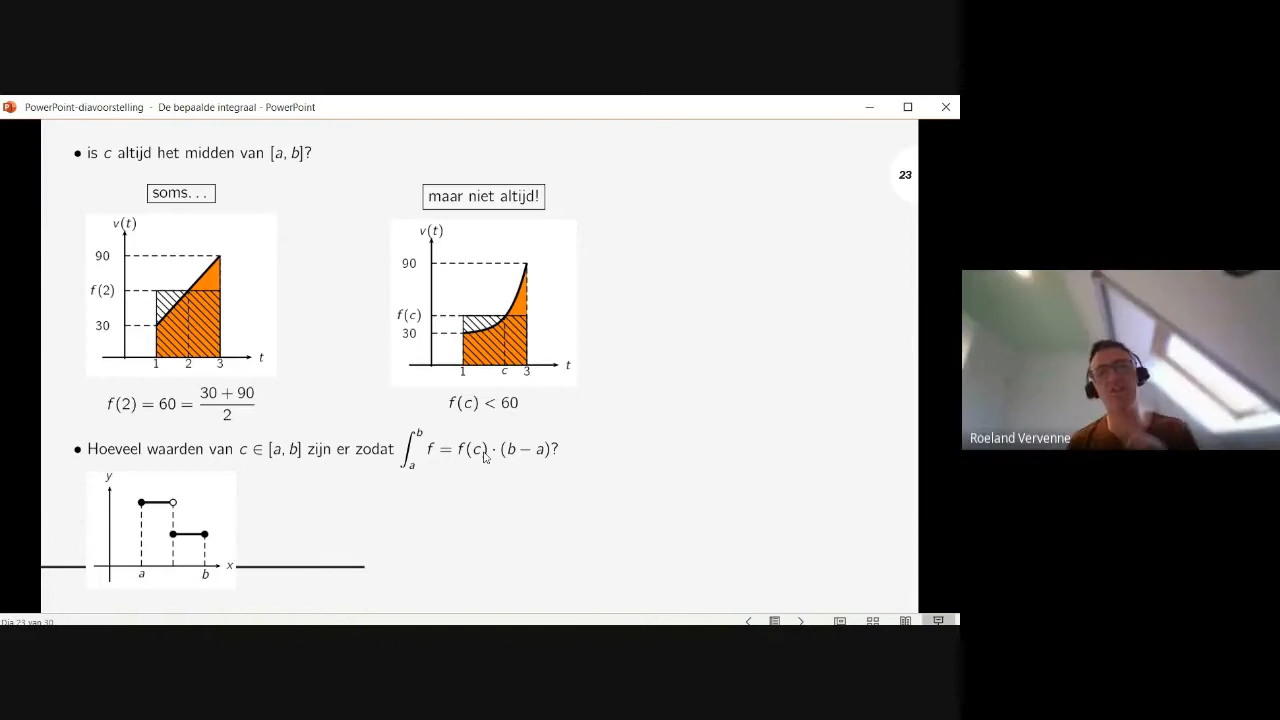 PowerPoint-diavoorstelling - De bepaalde integraal - PowerPoint
• is c altijd het midden van [a, b]?
23
soms...
maar niet altijd!
v(t)
90
f(2)
30
1 2 3 t
v(t)
90
f(c)
30
1 c 3 t
f(2) = 60 = (30 + 90)/2
f(c) < 60
• Hoeveel waarden van c ∈ [a, b] zijn er zodat ∫_a^b f = f(c) · (b − a)?
y
a b x
Dia 23 van 30
Roeland Vervenne